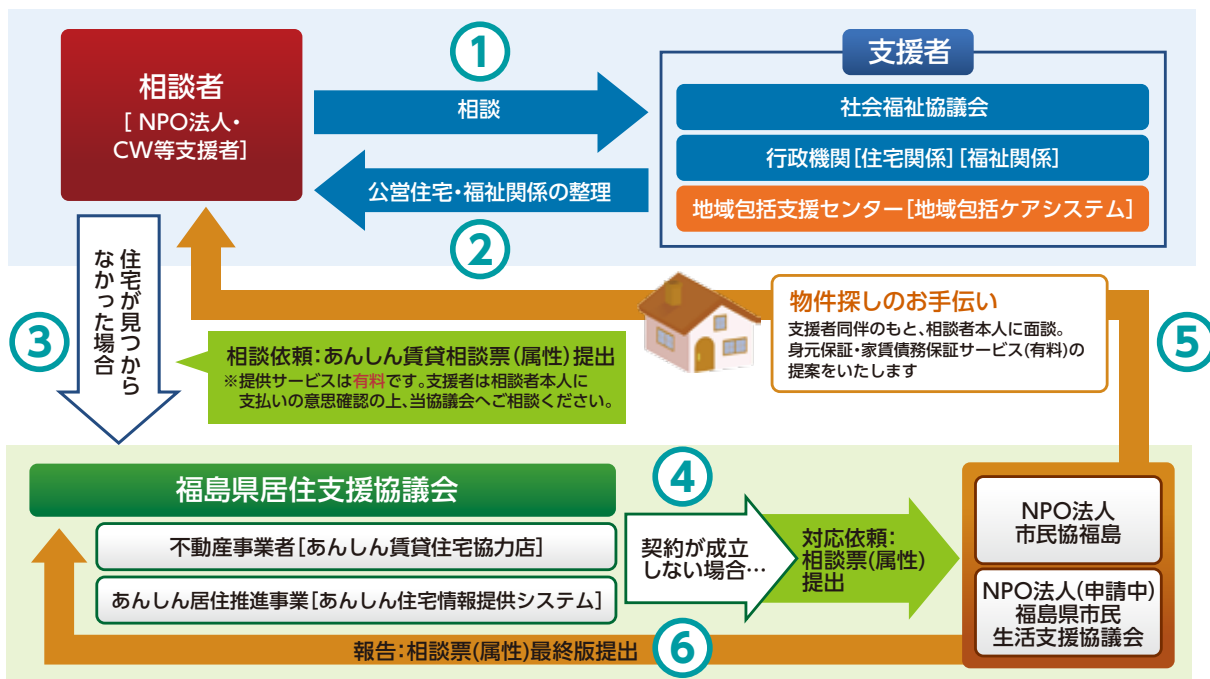 相談者
[ NPO法人・
CW等支援者]
①
相談
支援者
社会福祉協議会
行政機関[住宅関係][福祉関係]
地域包括支援センター[地域包括ケアシステム]
公営住宅・福祉関係の整理
②
③
住宅が見つから
なかった場合
相談依頼：あんしん賃貸相談票(属性)提出
※提供サービスは有料です。支援者は相談者本人に
支払いの意思確認の上、当協議会へご相談ください。
物件探しのお手伝い
支援者同伴のもと、相談者本人に面談。
身元保証・家賃債務保証サービス(有料)の
提案をいたします
⑤
福島県居住支援協議会
不動産事業者[あんしん賃貸住宅協力店]
あんしん居住推進事業[あんしん住宅情報提供システム]
④
契約が成立
しない場合…
対応依頼：
相談票(属性)
提出
NPO法人
市民協福島
NPO法人(申請中)
福島県市民
生活支援協議会
報告：相談票(属性)最終版提出
⑥